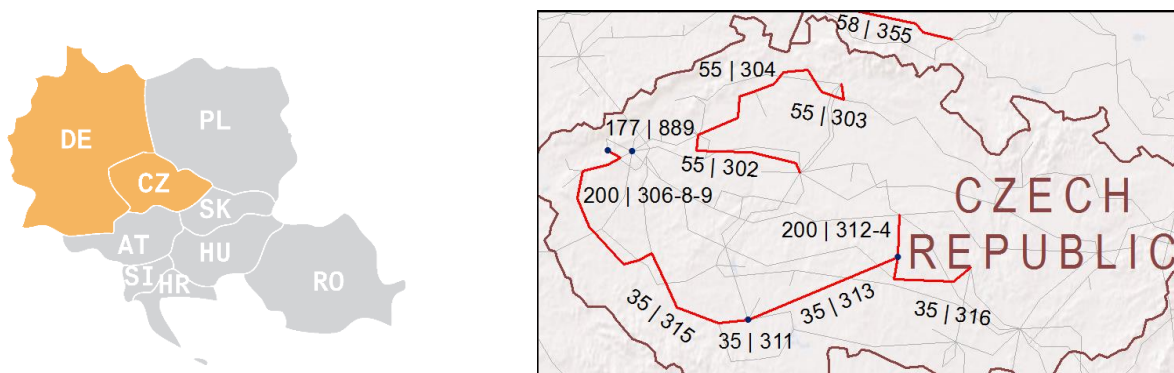 PL
DE
CZ
SK
AT
HU
SI
HR
RO
58 | 355
55 | 304
55 | 303
177 | 889
55 | 302
200 | 306-8-9
CZECH
REPUBLIC
200 | 312-4
35 | 315
35 | 313
35 | 316
35 | 311